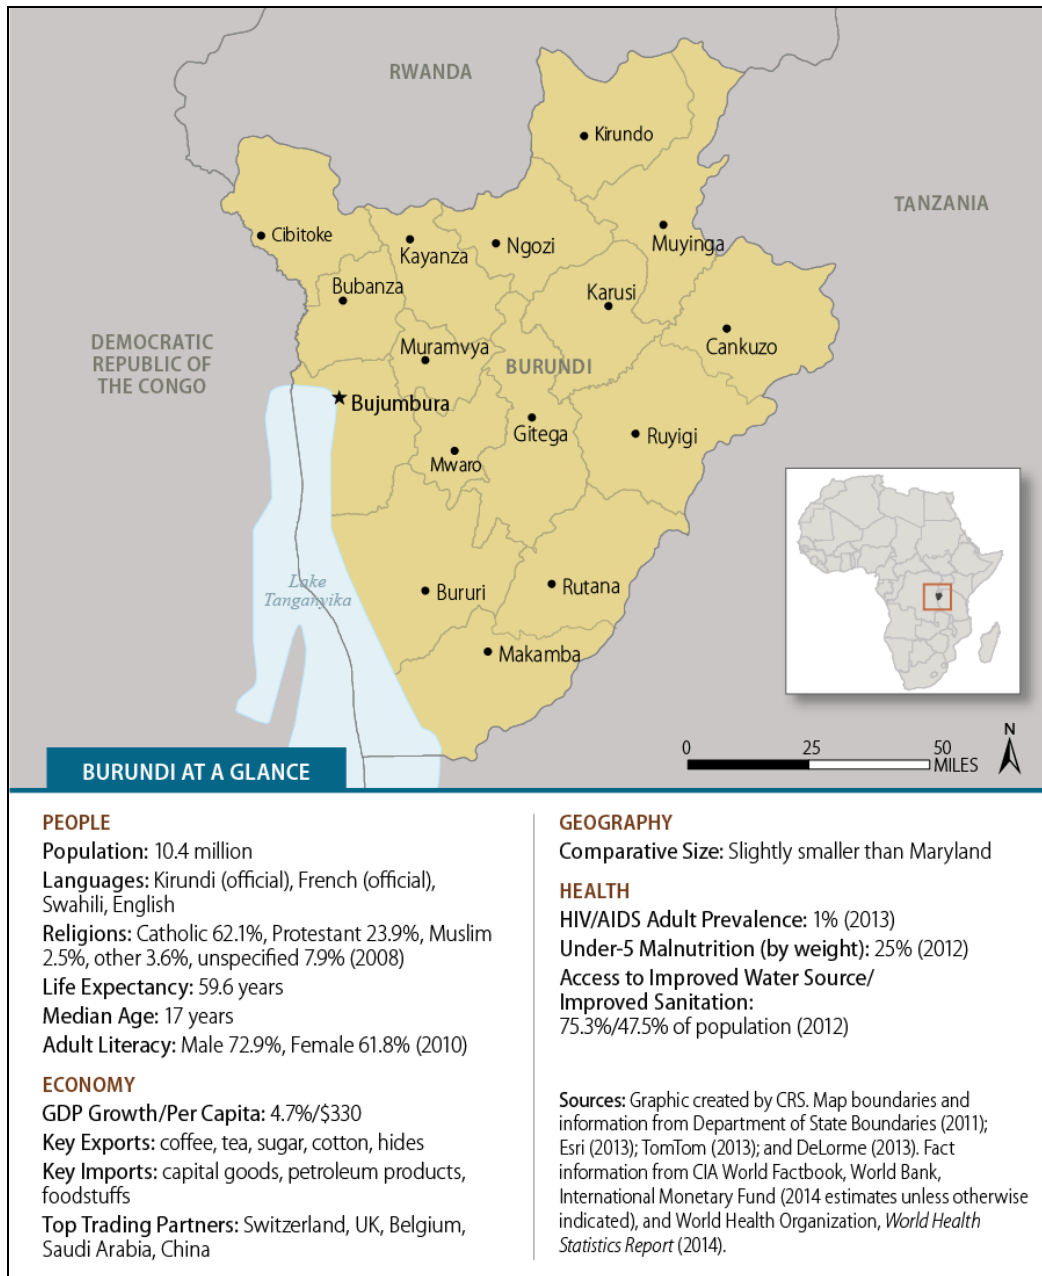 RWANDA
Kirundo
TANZANIA
Cibitoke
Kayanza
Ngozi
Muyinga
Bubanza
Karusi
DEMOCRATIC
REPUBLIC OF
THE CONGO
Muramvya
BURUNDI
Cankuzo
Bujumbura
Gitega
Ruyigi
Mwaro
Lake
Tanganyika
Bururi
Rutana
Makamba
N
0 25 50
MILES
BURUNDI AT A GLANCE
PEOPLE
Population: 10.4 million
Languages: Kirundi (official), French (official),
Swahili, English
Religions: Catholic 62.1%, Protestant 23.9%, Muslim
2.5%, other 3.6%, unspecified 7.9% (2008)
Life Expectancy: 59.6 years
Median Age: 17 years
Adult Literacy: Male 72.9%, Female 61.8% (2010)
ECONOMY
GDP Growth/Per Capita: 4.7%/$330
Key Exports: coffee, tea, sugar, cotton, hides
Key Imports: capital goods, petroleum products,
foodstuffs
Top Trading Partners: Switzerland, UK, Belgium,
Saudi Arabia, China
GEOGRAPHY
Comparative Size: Slightly smaller than Maryland
HEALTH
HIV/AIDS Adult Prevalence: 1% (2013)
Under-5 Malnutrition (by weight): 25% (2012)
Access to Improved Water Source/
Improved Sanitation:
75.3%/47.5% of population (2012)
Sources: Graphic created by CRS. Map boundaries and
information from Department of State Boundaries (2011);
Esri (2013); TomTom (2013); and DeLorme (2013). Fact
information from CIA World Factbook, World Bank,
International Monetary Fund (2014 estimates unless otherwise
indicated), and World Health Organization, World Health
Statistics Report (2014).